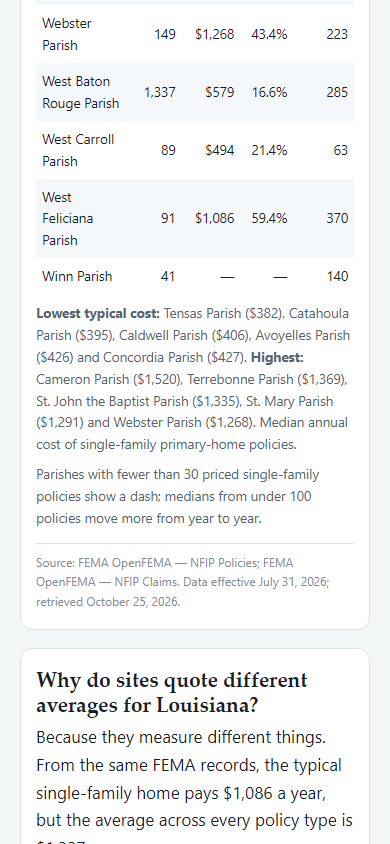 Webster
Parish 149 $1,268 43.4% 223
West Baton
Rouge Parish 1,337 $579 16.6% 285
West Carroll
Parish 89 $494 21.4% 63
West
Feliciana
Parish 91 $1,086 59.4% 370
Winn Parish 41 — — 140
Lowest typical cost: Tensas Parish ($382), Catahoula
Parish ($395), Caldwell Parish ($406), Avoyelles Parish
($426) and Concordia Parish ($427). Highest:
Cameron Parish ($1,520), Terrebonne Parish ($1,369),
St. John the Baptist Parish ($1,335), St. Mary Parish
($1,291) and Webster Parish ($1,268). Median annual
cost of single-family primary-home policies.
Parishes with fewer than 30 priced single-family
policies show a dash; medians from under 100
policies move more from year to year.
Source: FEMA OpenFEMA — NFIP Policies; FEMA
OpenFEMA — NFIP Claims. Data effective July 31, 2026;
retrieved October 25, 2026.
Why do sites quote different
averages for Louisiana?
Because they measure different things.
From the same FEMA records, the typical
single-family home pays $1,086 a year,
but the average across every policy type is